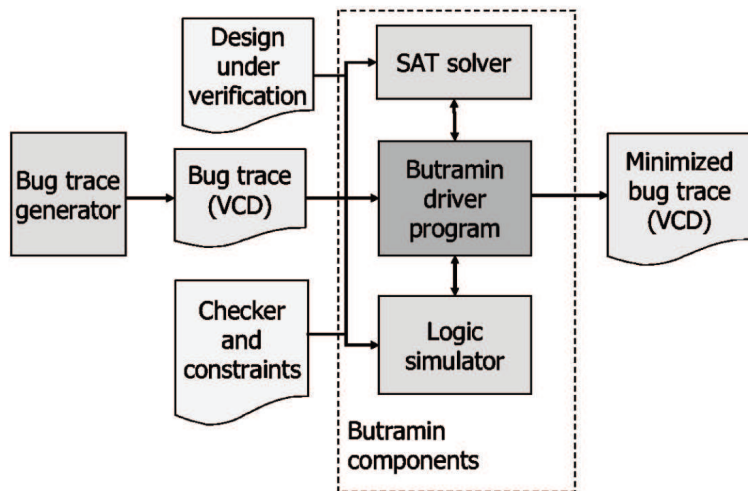 Design
under
verification
SAT solver
Bug trace
generator
Bug trace
(VCD)
Butramin
driver
program
Minimized
bug trace
(VCD)
Checker
and
constraints
Logic
simulator
Butramin
components